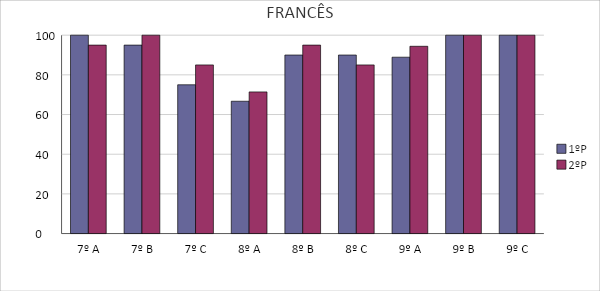 FRANCÊS
100
80
60
40
20
0
7º A 7º B 7º C 8º A 8º B 8º C 9º A 9º B 9º C
1ºP
2ºP